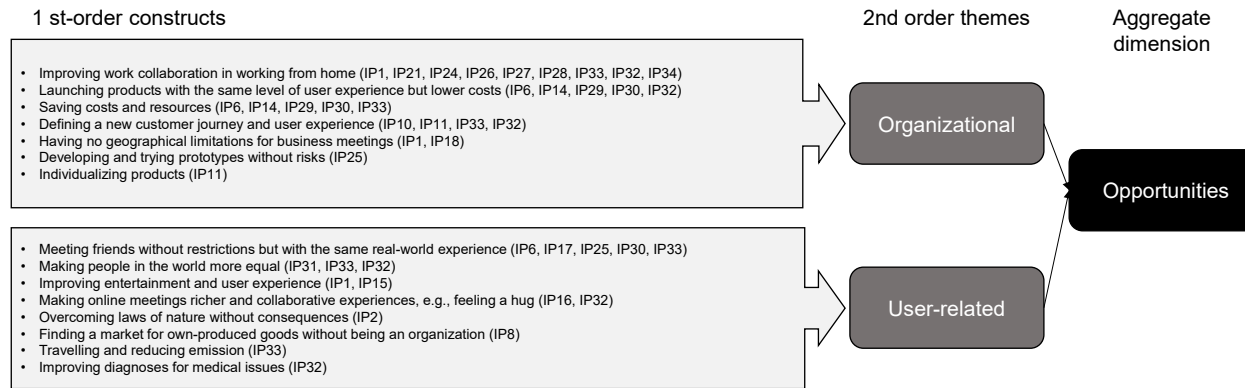 1 st-order constructs
2nd order themes
Aggregate
dimension
• Improving work collaboration in working from home (IP1, IP21, IP24, IP26, IP27, IP28, IP33, IP32, IP34)
• Launching products with the same level of user experience but lower costs (IP6, IP14, IP29, IP30, IP32)
• Saving costs and resources (IP6, IP14, IP29, IP30, IP33)
• Defining a new customer journey and user experience (IP10, IP11, IP33, IP32)
• Having no geographical limitations for business meetings (IP1, IP18)
• Developing and trying prototypes without risks (IP25)
• Individualizing products (IP11)
Organizational
Opportunities
• Meeting friends without restrictions but with the same real-world experience (IP6, IP17, IP25, IP30, IP33)
• Making people in the world more equal (IP31, IP33, IP32)
• Improving entertainment and user experience (IP1, IP15)
• Making online meetings richer and collaborative experiences, e.g., feeling a hug (IP16, IP32)
• Overcoming laws of nature without consequences (IP2)
• Finding a market for own-produced goods without being an organization (IP8)
• Travelling and reducing emission (IP33)
• Improving diagnoses for medical issues (IP32)
User-related